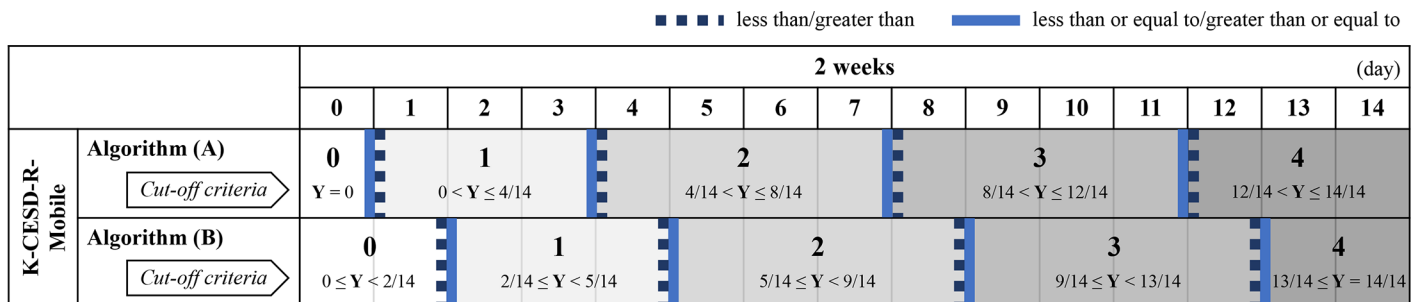 less than/greater than less than or equal to/greater than or equal to
2 weeks (day)
0 1 2 3 4 5 6 7 8 9 10 11 12 13 14
K-CESD-R-
Mobile
Algorithm (A)
0 1 2 3 4
Cut-off criteria
Y = 0 0 < Y ≤ 4/14 4/14 < Y ≤ 8/14 8/14 < Y ≤ 12/14 12/14 < Y ≤ 14/14
Algorithm (B)
0 1 2 3 4
Cut-off criteria
0 ≤ Y < 2/14 2/14 ≤ Y < 5/14 5/14 ≤ Y < 9/14 9/14 ≤ Y < 13/14 13/14 ≤ Y = 14/14